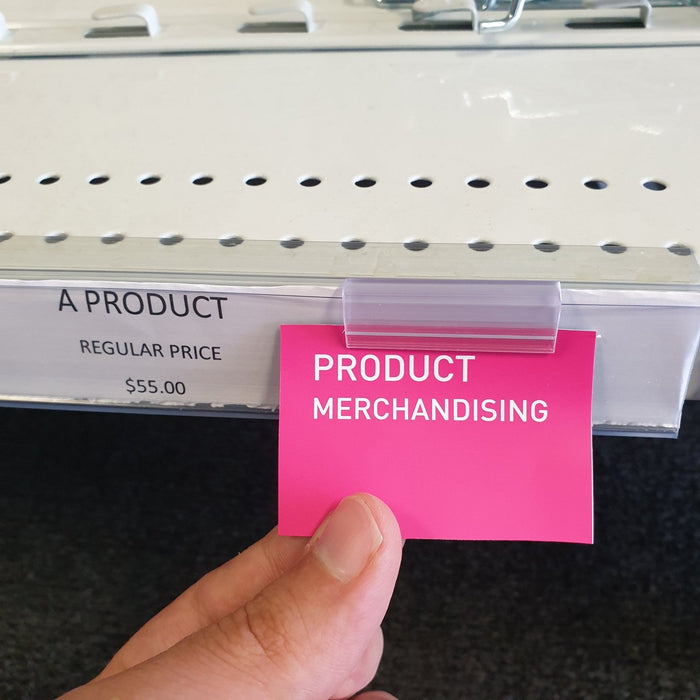 A PRODUCT
REGULAR PRICE
$55.00
PRODUCT
MERCHANDISING